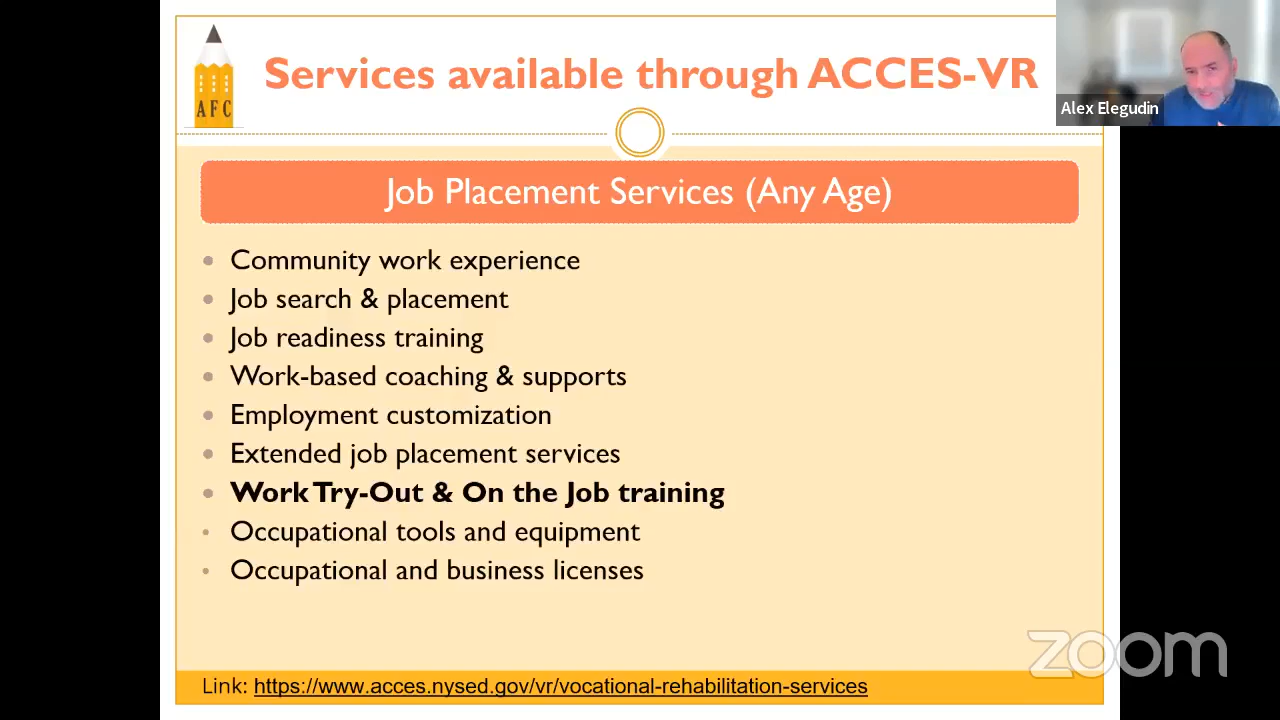 AFC
Services available through ACCES-VR
Alex Elegudin
Job Placement Services (Any Age)
• Community work experience
• Job search & placement
• Job readiness training
• Work-based coaching & supports
• Employment customization
• Extended job placement services
• Work Try-Out & On the Job training
• Occupational tools and equipment
• Occupational and business licenses
zoom
Link: https://www.acces.nysed.gov/vr/vocational-rehabilitation-services